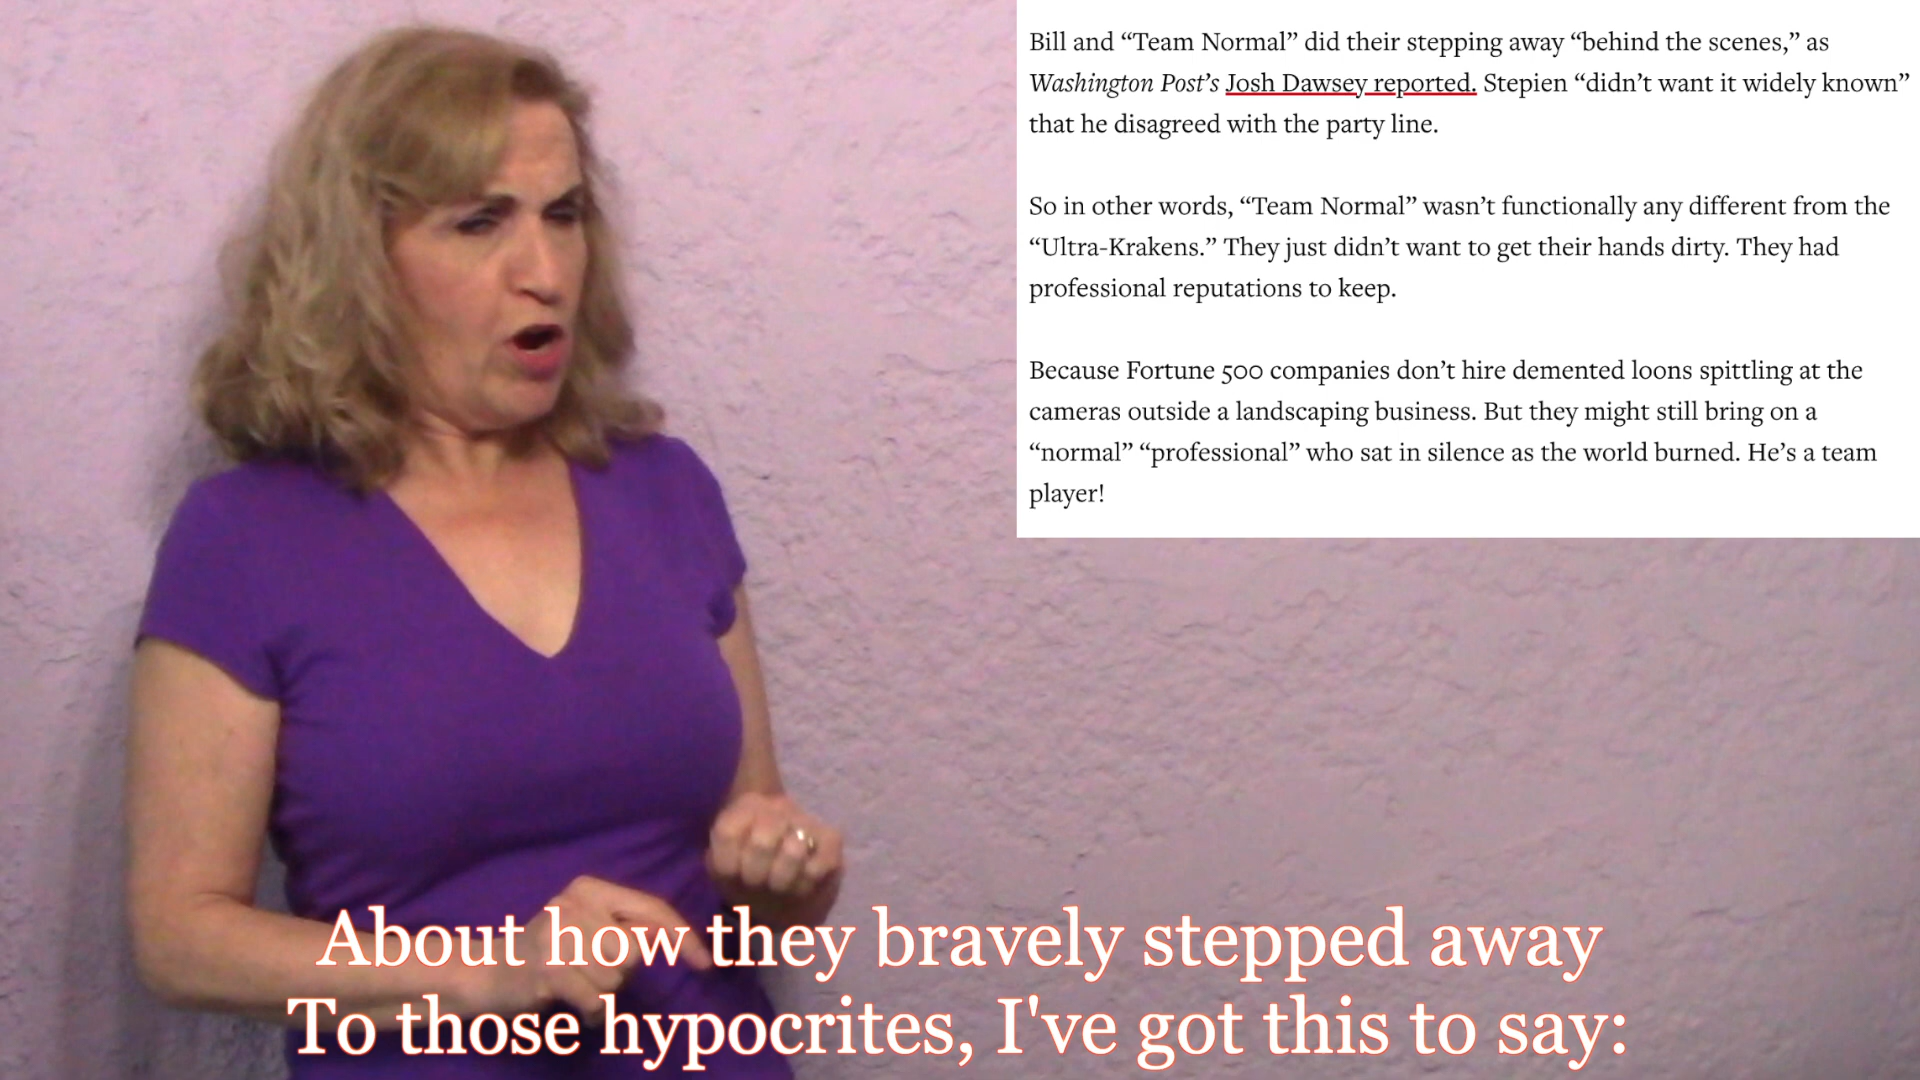 Bill and “Team Normal” did their stepping away “behind the scenes,” as
Washington Post’s Josh Dawsey reported. Stepien “didn’t want it widely known”
that he disagreed with the party line.
So in other words, “Team Normal” wasn’t functionally any different from the
“Ultra-Krakens.” They just didn’t want to get their hands dirty. They had
professional reputations to keep.
Because Fortune 500 companies don’t hire demented loons spittling at the
cameras outside a landscaping business. But they might still bring on a
“normal” “professional” who sat in silence as the world burned. He’s a team
player!
About how they bravely stepped away
To those hypocrites, I've got this to say: